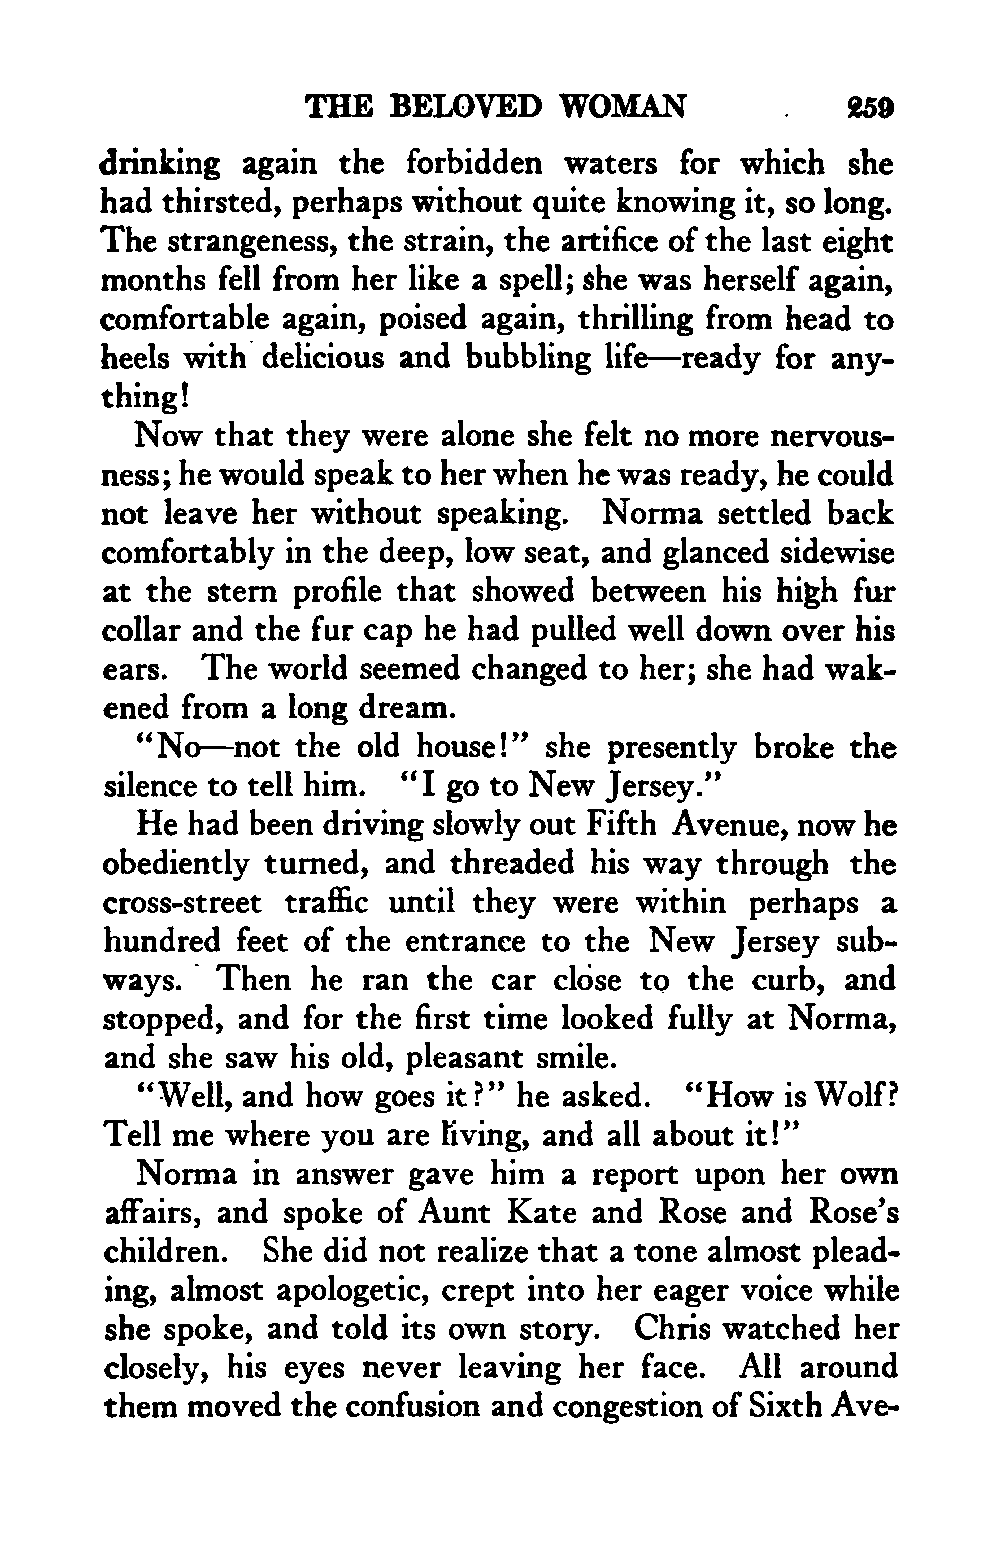 THE BELOVED WOMAN 259
drinking again the forbidden waters for which she
had thirsted, perhaps without quite knowing it, so long.
The strangeness, the strain, the artifice of the last eight
months fell from her like a spell; she was herself again,
comfortable again, poised again, thrilling from head to
heels with delicious and bubbling life—ready for any-
thing!
Now that they were alone she felt no more nervous-
ness; he would speak to her when he was ready, he could
not leave her without speaking. Norma settled back
comfortably in the deep, low seat, and glanced sidewise
at the stern profile that showed between his high fur
collar and the fur cap he had pulled well down over his
ears. The world seemed changed to her; she had wak-
ened from a long dream.
"No—not the old house!" she presently broke the
silence to tell him. "I go to New Jersey."
He had been driving slowly out Fifth Avenue, now he
obediently turned, and threaded his way through the
cross-street traffic until they were within perhaps a
hundred feet of the entrance to the New Jersey sub-
ways. Then he ran the car close to the curb, and
stopped, and for the first time looked fully at Norma,
and she saw his old, pleasant smile.
"Well, and how goes it?" he asked. "How is Wolf?
Tell me where you are living, and all about it!"
Norma in answer gave him a report upon her own
affairs, and spoke of Aunt Kate and Rose and Rose's
children. She did not realize that a tone almost plead-
ing, almost apologetic, crept into her eager voice while
she spoke, and told its own story. Chris watched her
closely, his eyes never leaving her face. All around
them moved the confusion and congestion of Sixth Ave-